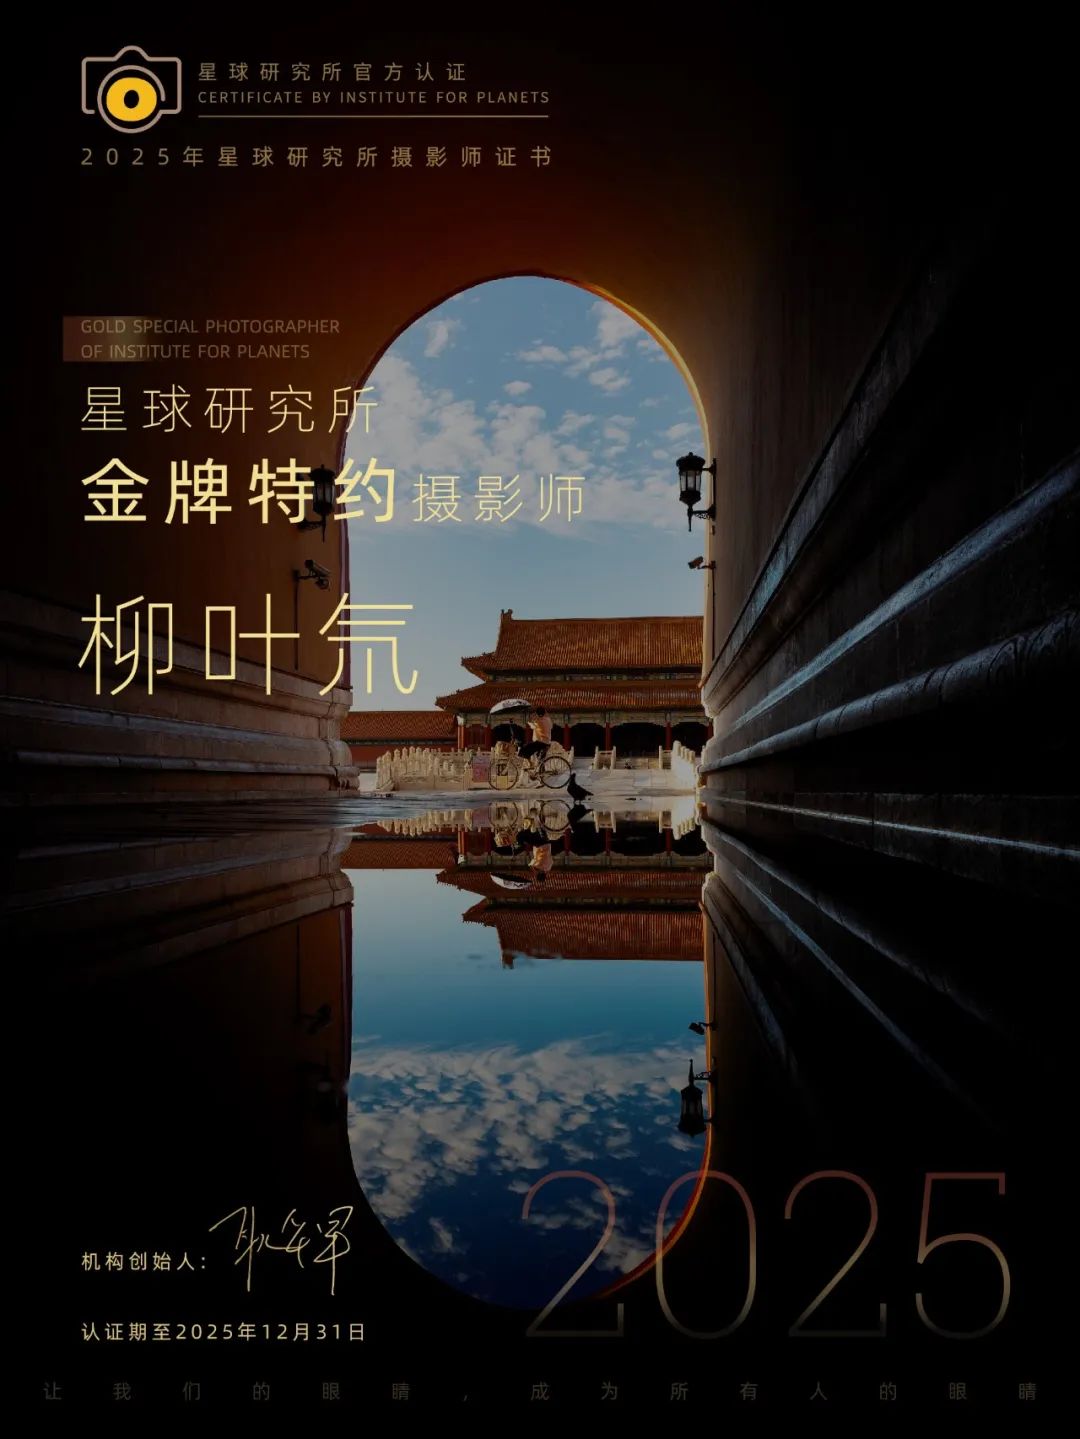 星球研究所官方认证
CERTIFICATE BY INSTITUTE FOR PLANETS
2025年星球研究所摄影师证书
GOLD SPECIAL PHOTOGRAPHER
OF INSTITUTE FOR PLANETS
星球研究所
金牌特约摄影师
柳叶氘
机构创始人：
认证期至2025年12月31日
2025
让我们的眼睛，成为所有人的眼睛